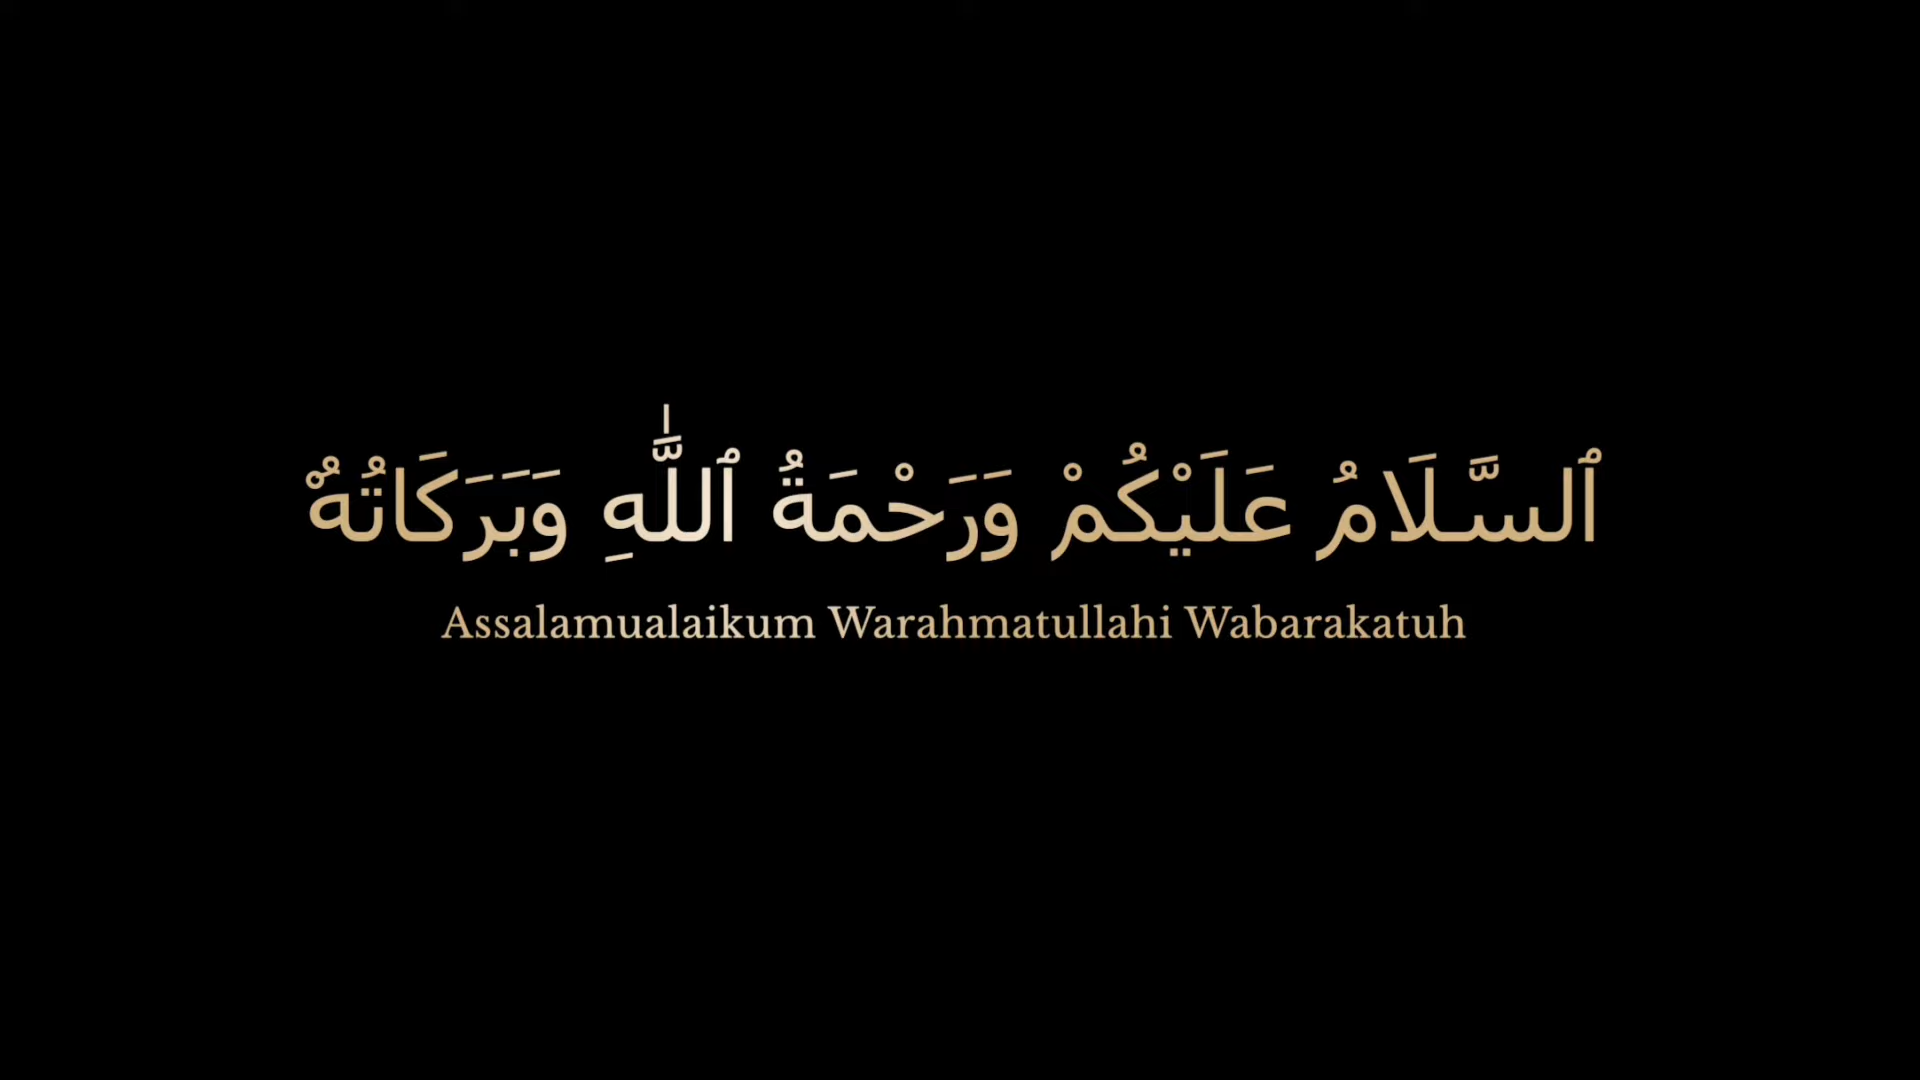 ٱلسَّلَامُ عَلَيْكُمْ وَرَحْمَةُ ٱللَّٰهِ وَبَرَكَاتُهُ
Assalamualaikum Warahmatullahi Wabarakatuh